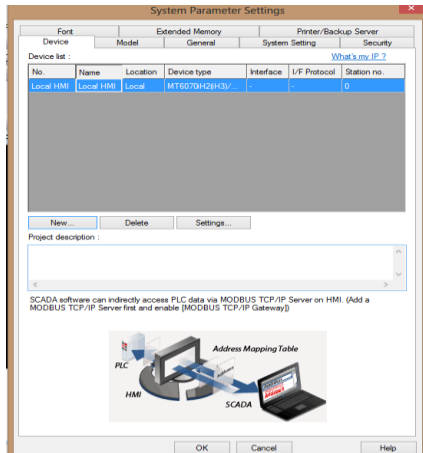 System Parameter Settings
Font Extended Memory Printer/Backup Server
Device Model General System Setting Security
Device list : What's my IP ?
No. Name Location Device type Interface I/F Protocol Station no.
Local HMI Local HMI Local MT6070iH2(iH3)/... - - 0
New... Delete Settings...
Project description :
SCADA software can indirectly access PLC data via MODBUS TCP/IP Server on HMI. (Add a
MODBUS TCP/IP Server first and enable [MODBUS TCP/IP Gateway])
Address Mapping Table
PLC
Address
HMI
SCADA
OK Cancel Help